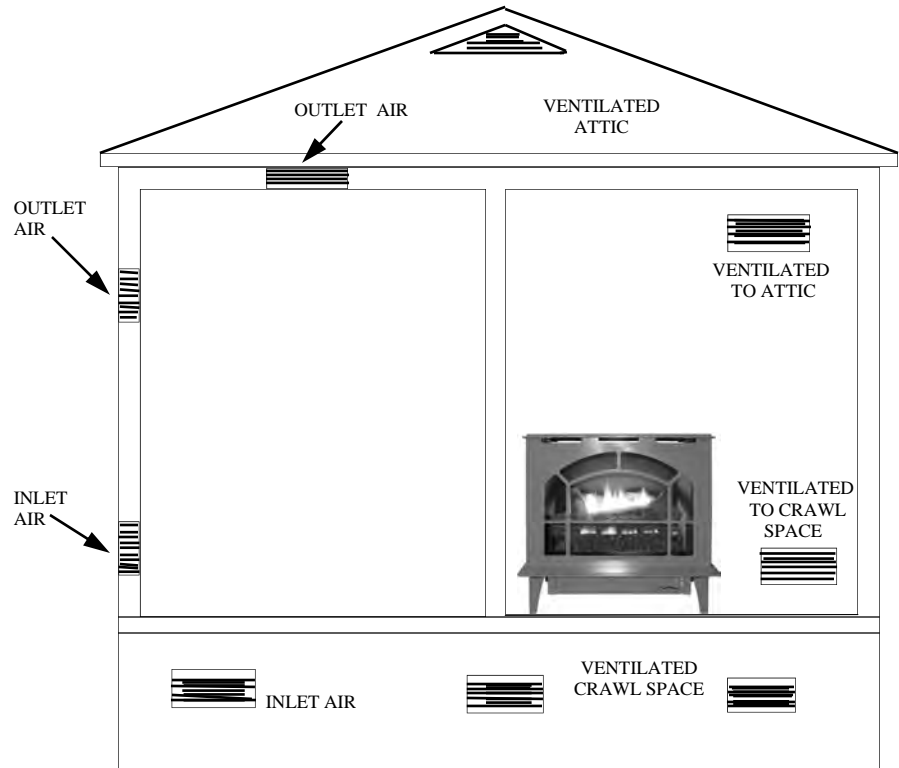 OUTLET AIR
VENTILATED
ATTIC
OUTLET
AIR
VENTILATED
TO ATTIC
INLET
AIR
VENTILATED
TO CRAWL
SPACE
INLET AIR
VENTILATED
CRAWL SPACE